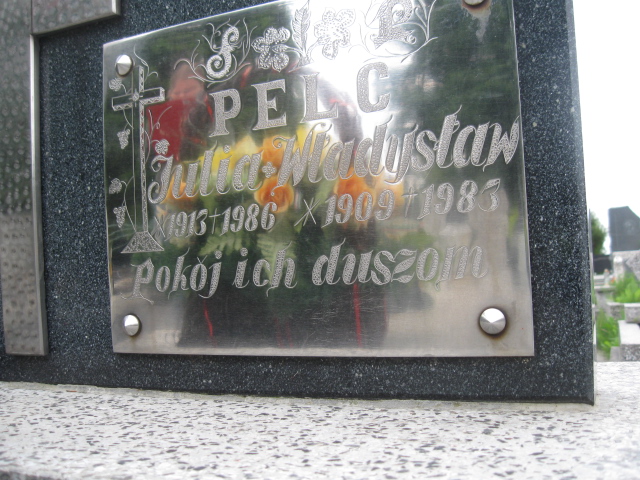 Ś P
PELC
Julia-Władysław
*1913+1986 *1909+1983
Pokój ich duszom